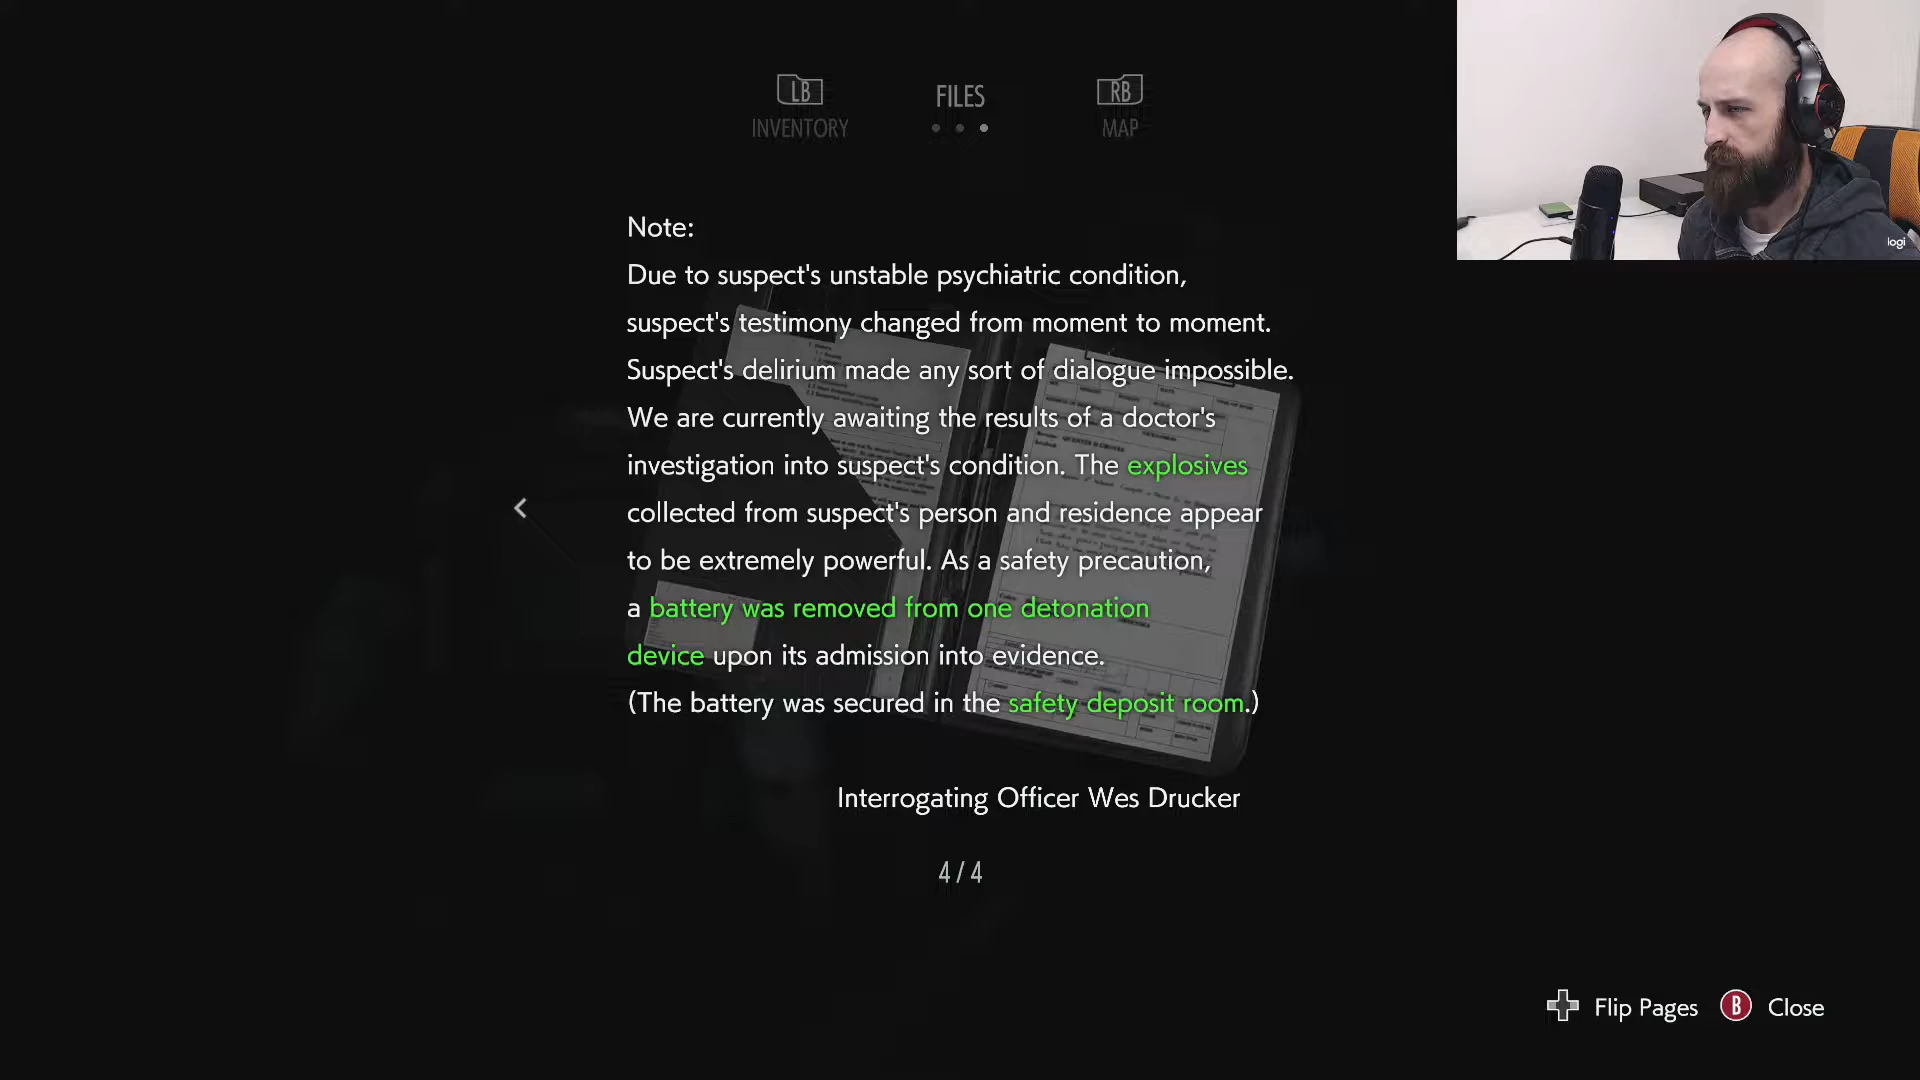 LB
INVENTORY
FILES
RB
MAP
logi
Note:
Due to suspect's unstable psychiatric condition,
suspect's testimony changed from moment to moment.
Suspect's delirium made any sort of dialogue impossible.
We are currently awaiting the results of a doctor's
investigation into suspect's condition. The explosives
collected from suspect's person and residence appear
to be extremely powerful. As a safety precaution,
a battery was removed from one detonation
device upon its admission into evidence.
(The battery was secured in the safety deposit room.)
Interrogating Officer Wes Drucker
4 / 4
Flip Pages B Close